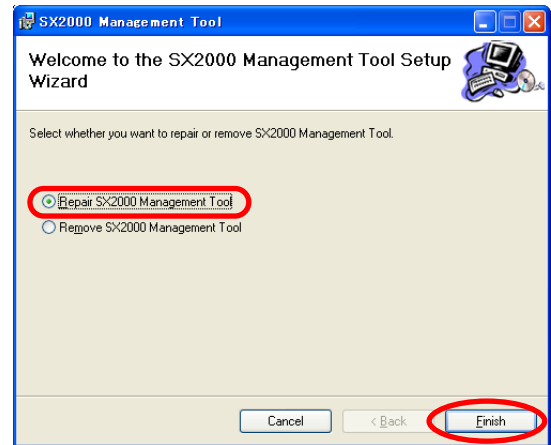 SX2000 Management Tool
Welcome to the SX2000 Management Tool Setup
Wizard
Select whether you want to repair or remove SX2000 Management Tool.
Repair SX2000 Management Tool
Remove SX2000 Management Tool
Cancel
< Back
Finish